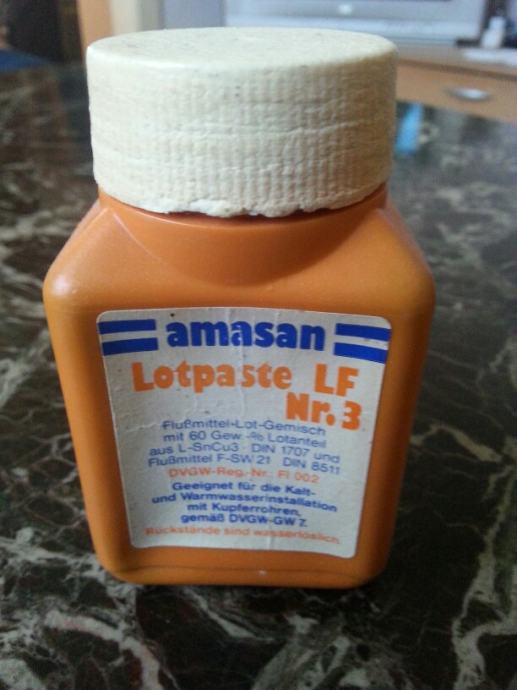 amasan
Lotpaste LF
Nr. 3
Flußmittel-Lot-Gemisch
mit 60 Gew.-% Lotanteil
aus L-SnCu3 DIN 1707 und
Flußmittel F-SW 21 DIN 8511
DVGW-Reg.-Nr.: FI 002
Geeignet für die Kalt-
und Warmwasserinstallation
mit Kupferrohren,
gemäß DVGW-GW 7.
Rückstände sind wasserlöslich.